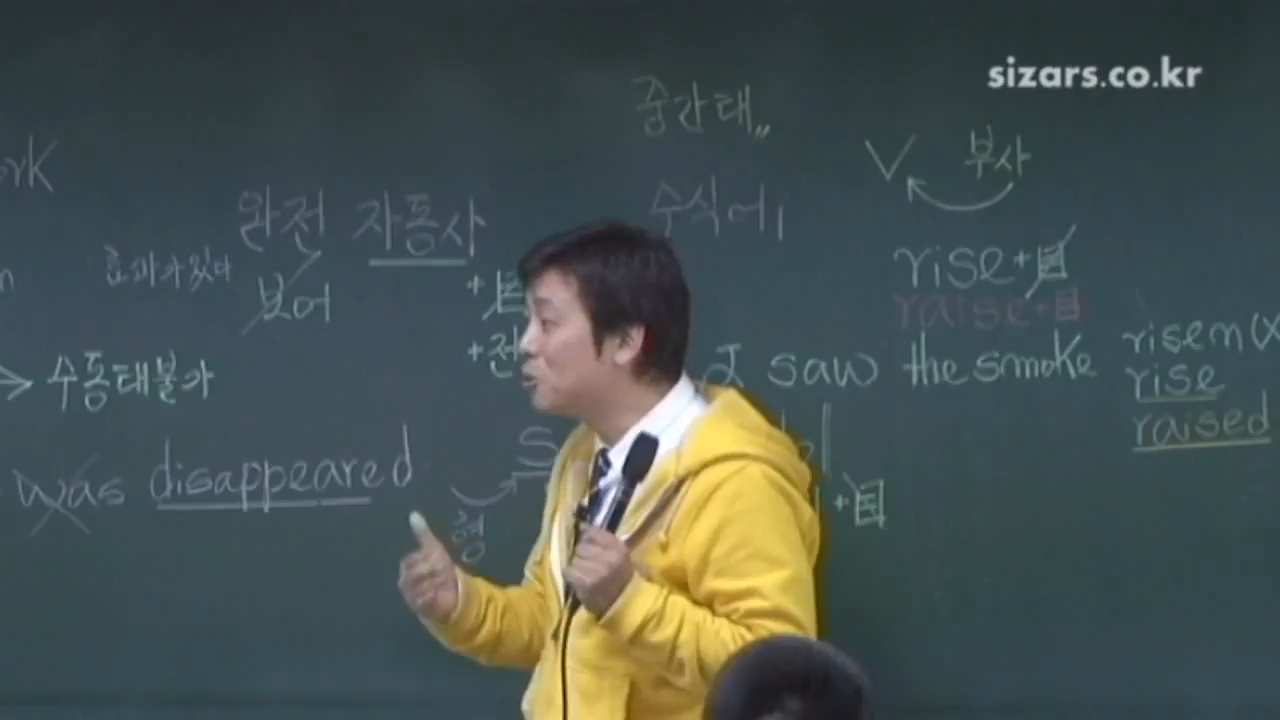 sizars.co.kr
중간태
V 부사
완전 자동사
수식어
효과가있다
보어
rise+目
raise+目
I saw the smoke
risen(X
rise
raised
수동태불가
was disappeared
S
형
+目